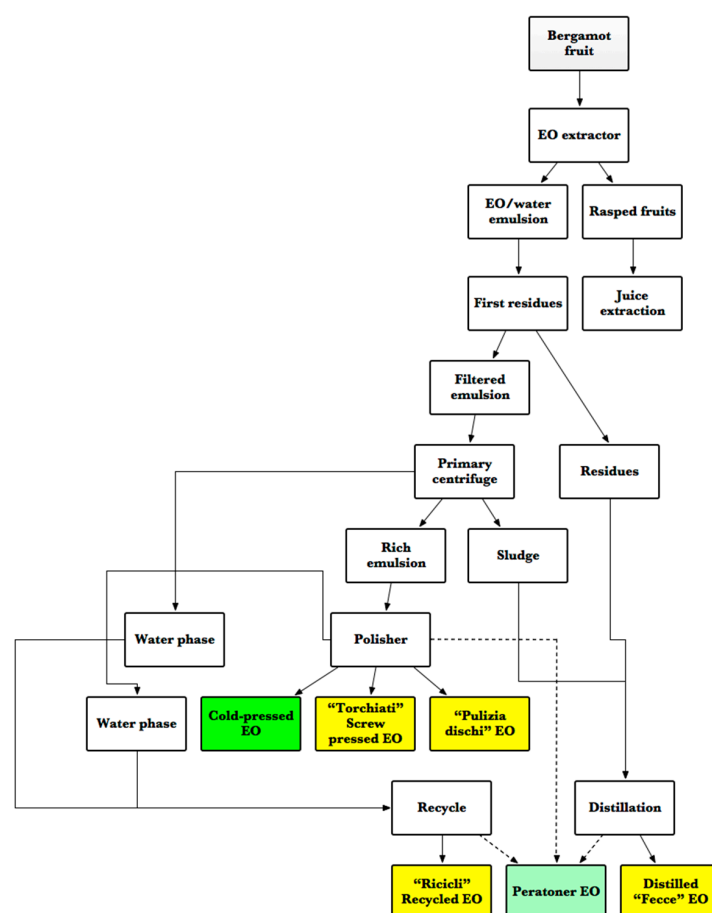 Bergamot
fruit
EO extractor
EO/water
emulsion
Rasped fruits
First residues
Juice
extraction
Filtered
emulsion
Primary
centrifuge
Residues
Rich
emulsion
Sludge
Water phase
Polisher
Water phase
Cold-pressed
EO
“Torchiati”
Screw
pressed EO
“Pulizia
dischi” EO
Recycle
Distillation
“Ricicli”
Recycled EO
Peratoner EO
Distilled
“Fecce” EO